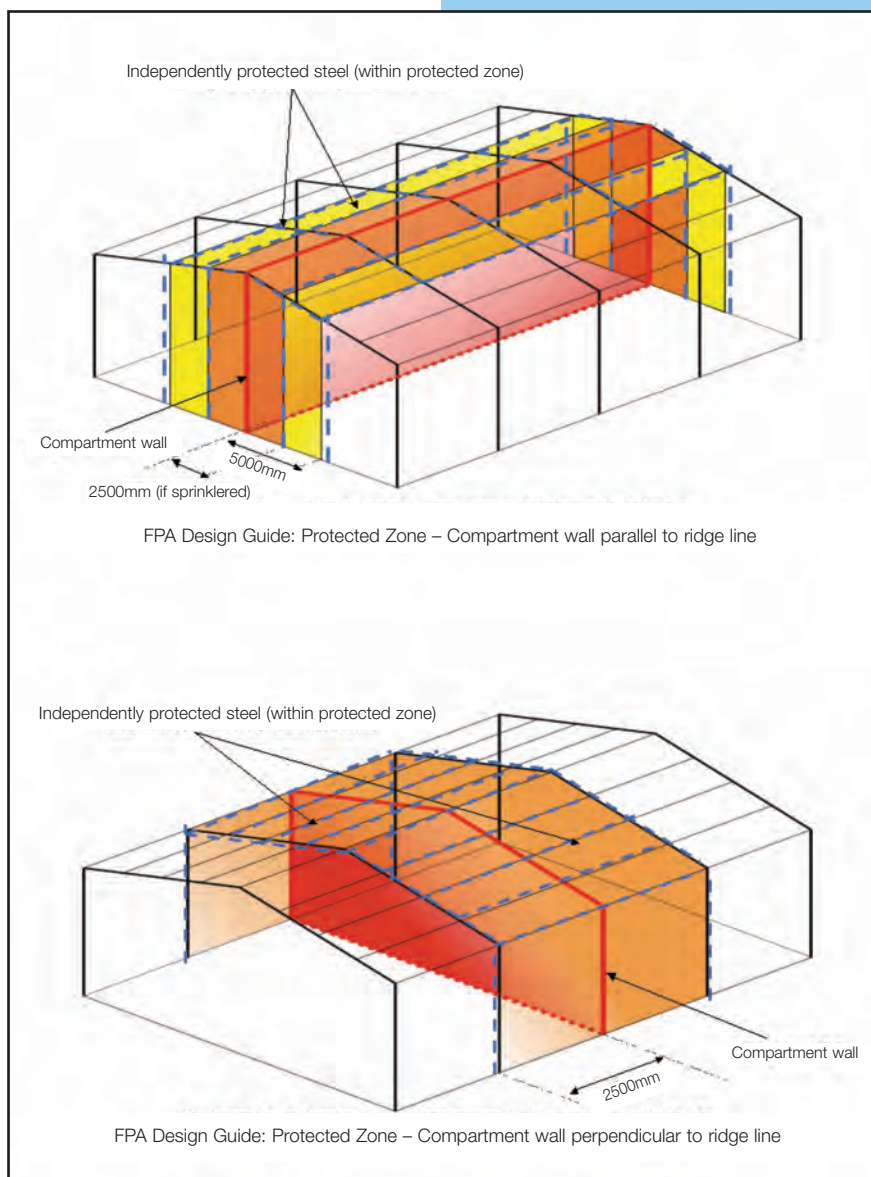 Independently protected steel (within protected zone)
Compartment wall
5000mm
2500mm (if sprinklered)
FPA Design Guide: Protected Zone – Compartment wall parallel to ridge line
Independently protected steel (within protected zone)
Compartment wall
2500mm
FPA Design Guide: Protected Zone – Compartment wall perpendicular to ridge line